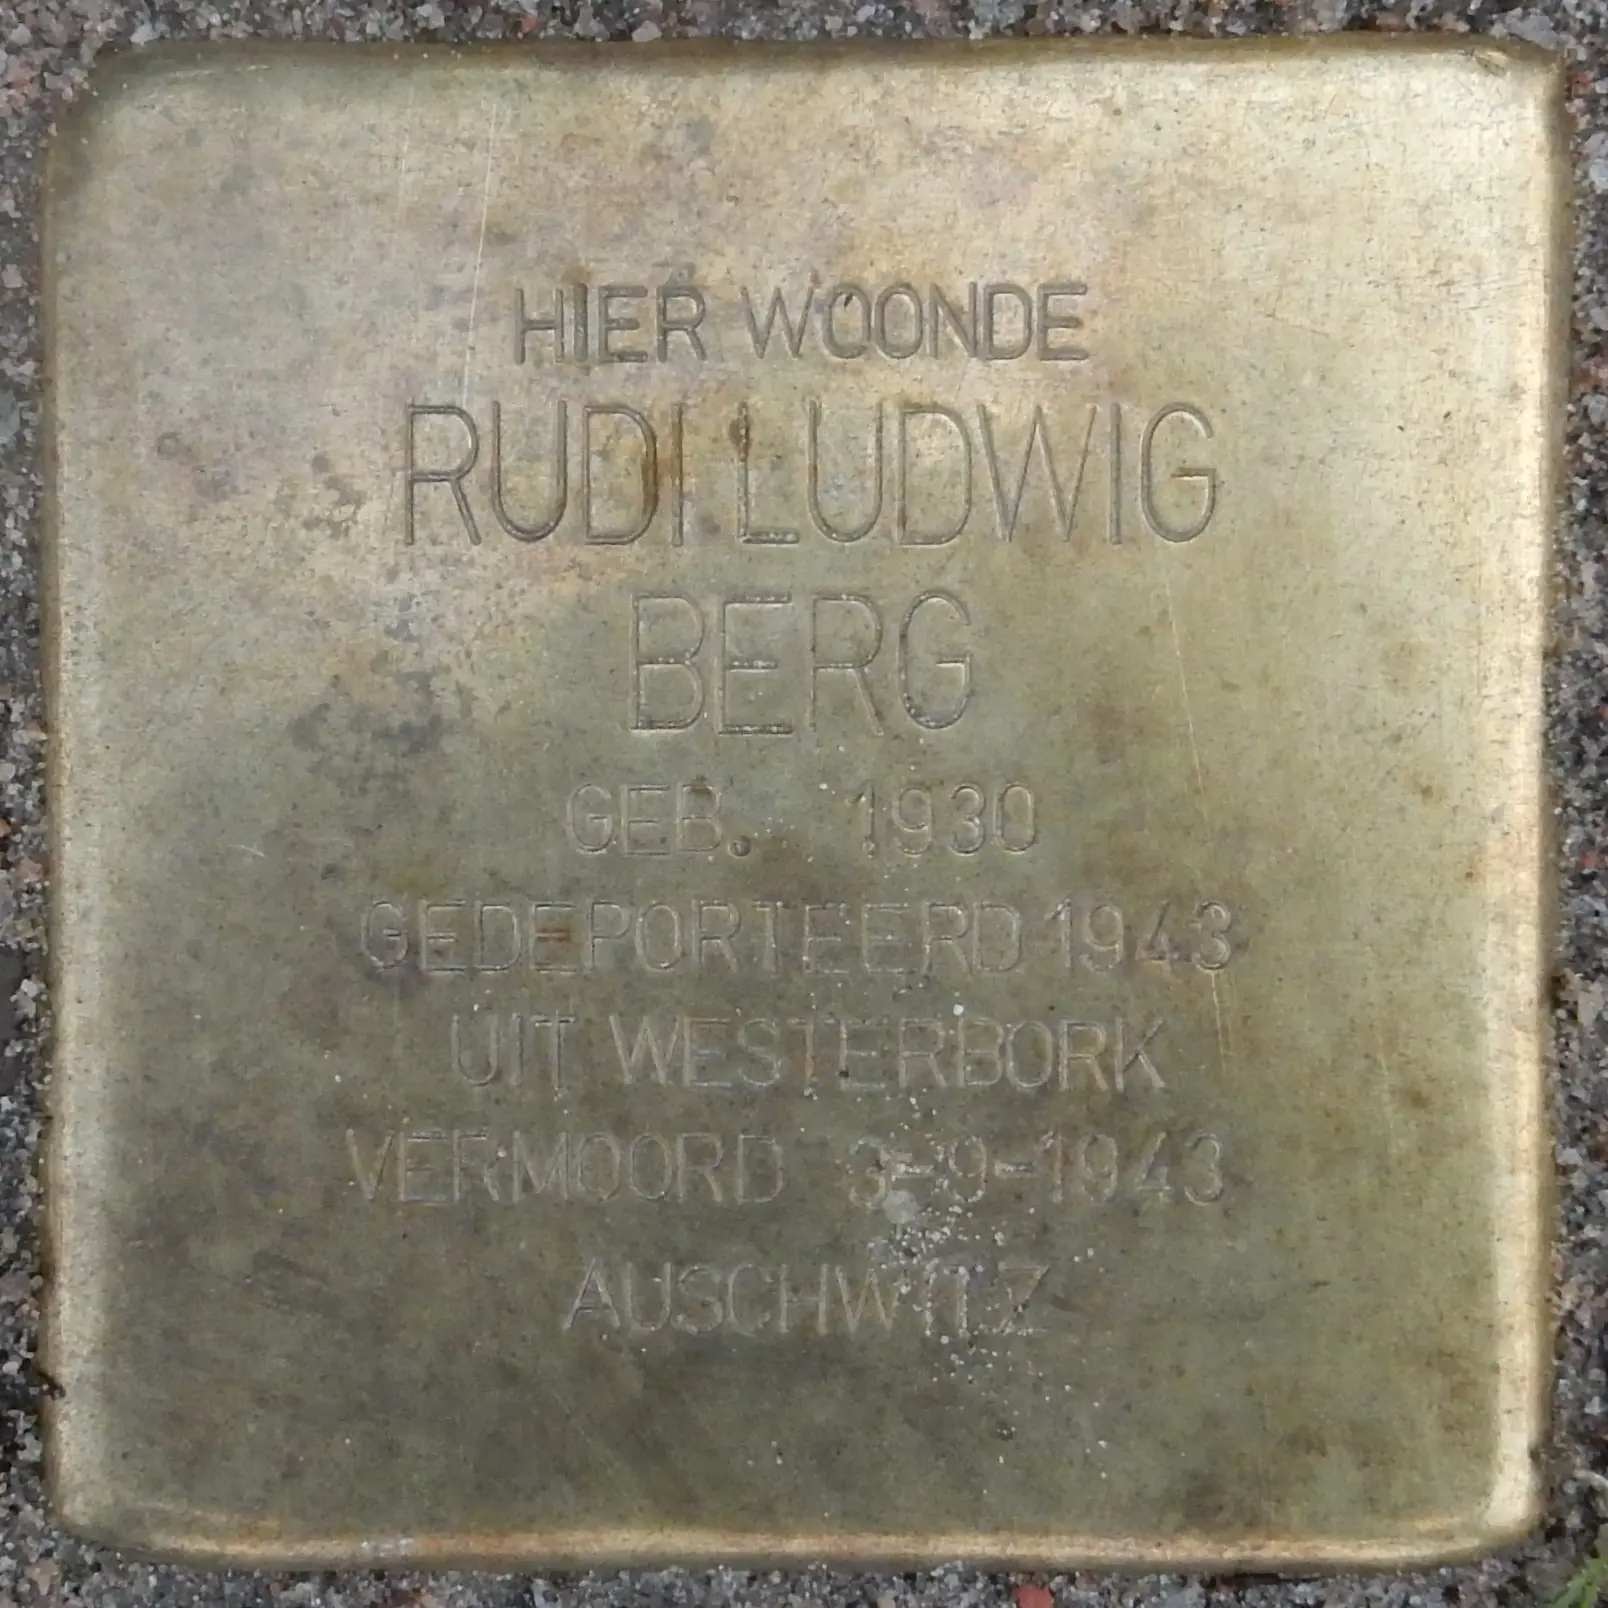 HIER WOONDE
RUDI LUDWIG
BERG
GEB. 1930
GEDEPORTEERD 1943
UIT WESTERBORK
VERMOORD 3-9-1943
AUSCHWITZ